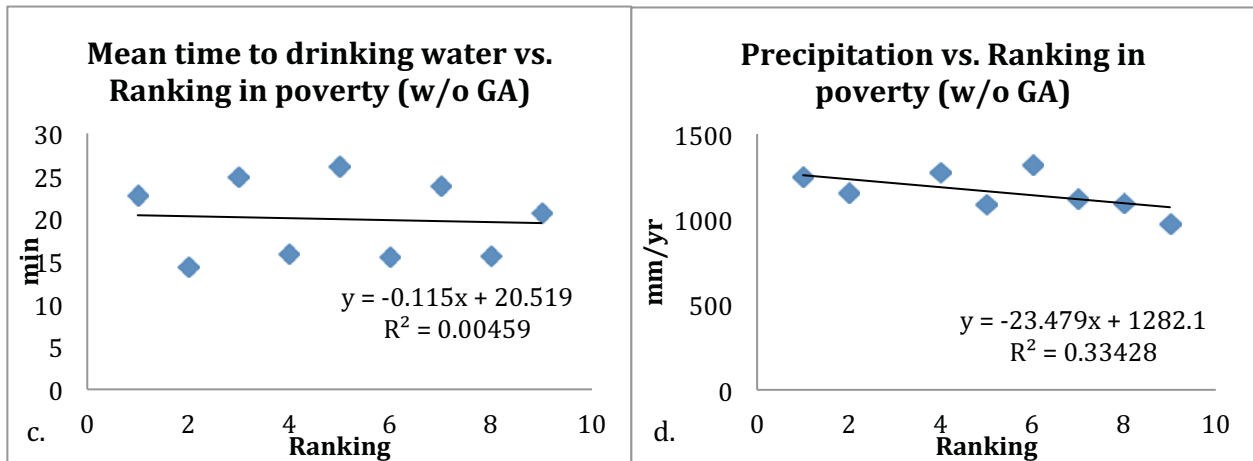 Mean time to drinking water vs.
Ranking in poverty (w/o GA)
30
25
20
15
10
5
0
min
y = -0.115x + 20.519
R² = 0.00459
0 2 4 6 8 10
Ranking
c.
Precipitation vs. Ranking in
poverty (w/o GA)
1500
1000
500
0
mm/yr
y = -23.479x + 1282.1
R² = 0.33428
0 2 4 6 8 10
Ranking
d.